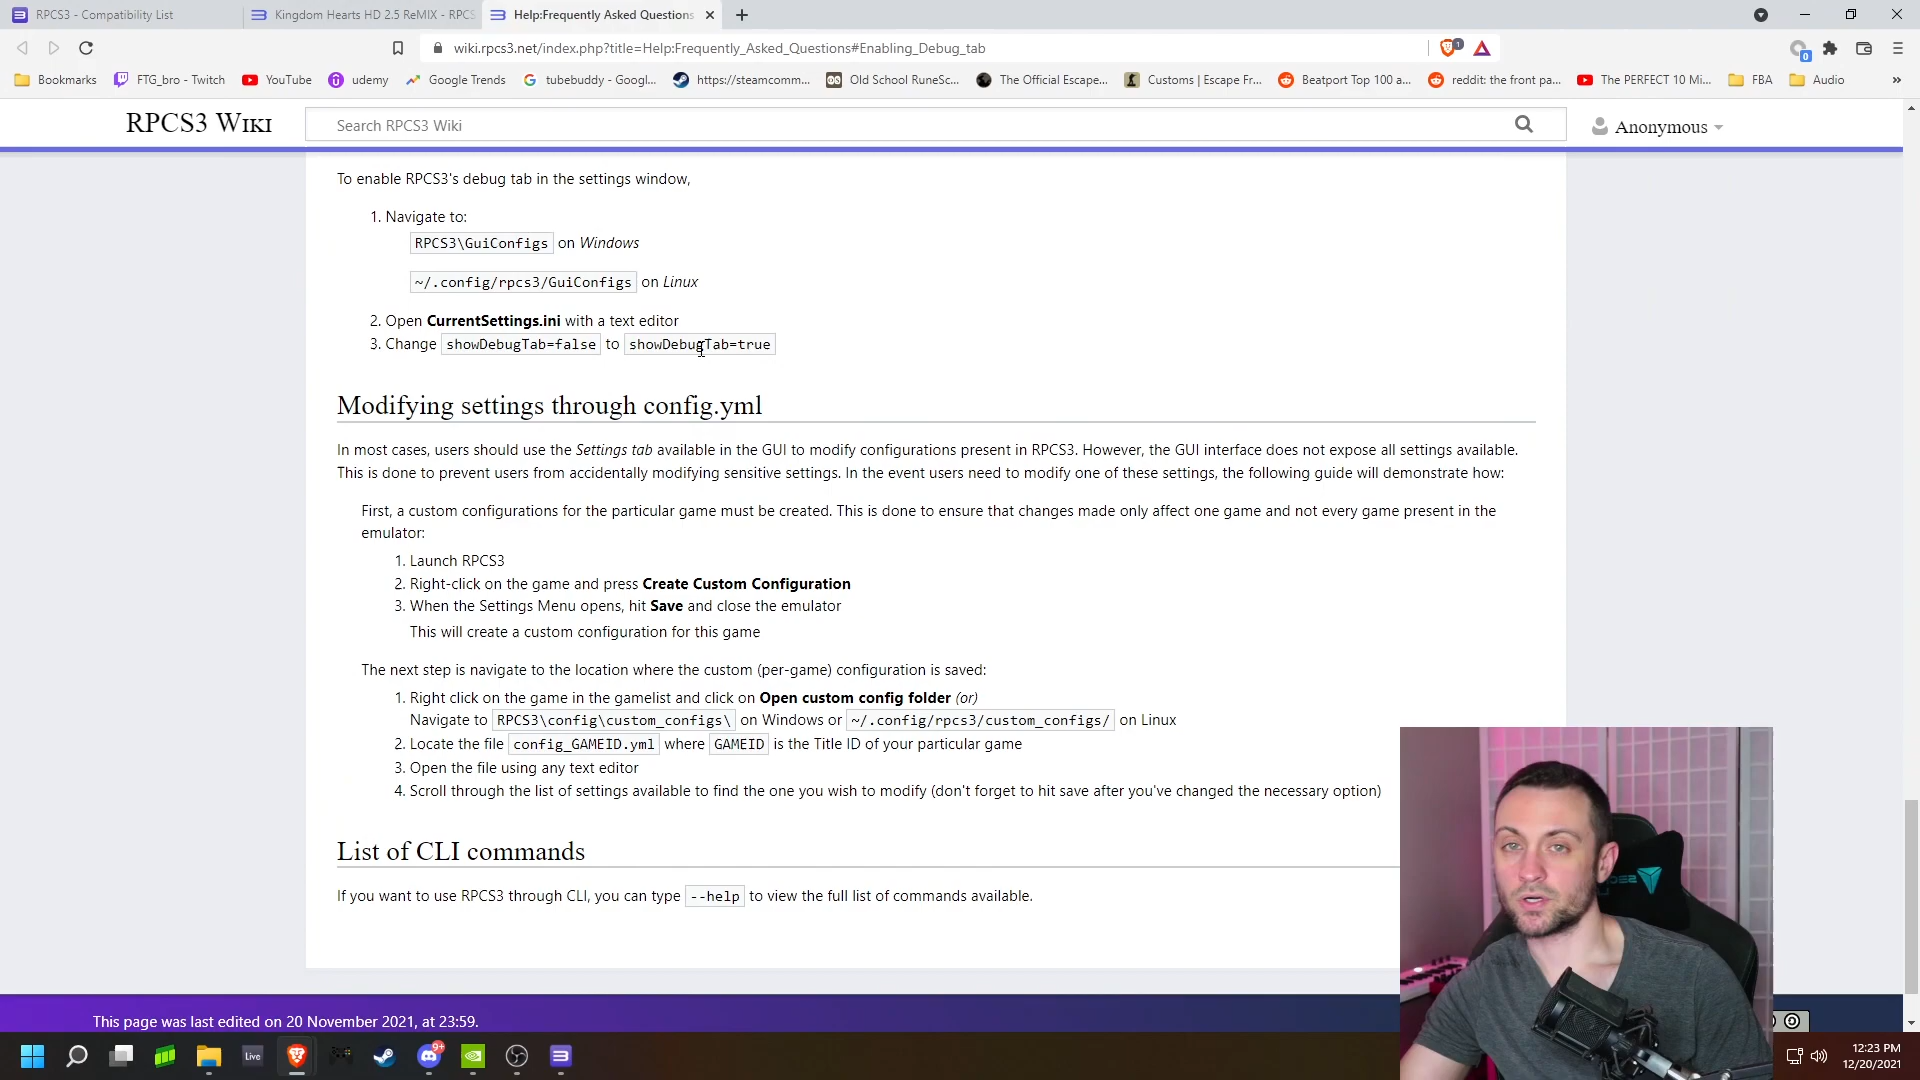 RPCS3 - Compatibility List
Kingdom Hearts HD 2.5 ReMIX - RPCS
Help:Frequently Asked Questions
wiki.rpcs3.net/index.php?title=Help:Frequently_Asked_Questions#Enabling_Debug_tab
1
0
Bookmarks
FTG_bro - Twitch
YouTube
udemy
Google Trends
tubebuddy - Googl...
https://steamcomm...
Old School RuneSc...
The Official Escape...
Customs | Escape Fr...
Beatport Top 100 a...
reddit: the front pa...
The PERFECT 10 Mi...
FBA
Audio
»
RPCS3 Wiki
Search RPCS3 Wiki
Anonymous
To enable RPCS3's debug tab in the settings window,
1. Navigate to:
RPCS3\GuiConfigs on Windows
~/.config/rpcs3/GuiConfigs on Linux
2. Open CurrentSettings.ini with a text editor
3. Change showDebugTab=false to showDebugTab=true
Modifying settings through config.yml
In most cases, users should use the Settings tab available in the GUI to modify configurations present in RPCS3. However, the GUI interface does not expose all settings available.
This is done to prevent users from accidentally modifying sensitive settings. In the event users need to modify one of these settings, the following guide will demonstrate how:
First, a custom configurations for the particular game must be created. This is done to ensure that changes made only affect one game and not every game present in the
emulator:
1. Launch RPCS3
2. Right-click on the game and press Create Custom Configuration
3. When the Settings Menu opens, hit Save and close the emulator
This will create a custom configuration for this game
The next step is navigate to the location where the custom (per-game) configuration is saved:
1. Right click on the game in the gamelist and click on Open custom config folder (or)
Navigate to RPCS3\config\custom_configs\ on Windows or ~/.config/rpcs3/custom_configs/ on Linux
2. Locate the file config_GAMEID.yml where GAMEID is the Title ID of your particular game
3. Open the file using any text editor
4. Scroll through the list of settings available to find the one you wish to modify (don't forget to hit save after you've changed the necessary option)
List of CLI commands
If you want to use RPCS3 through CLI, you can type --help to view the full list of commands available.
This page was last edited on 20 November 2021, at 23:59.
Live
9+
12:23 PM
12/20/2021